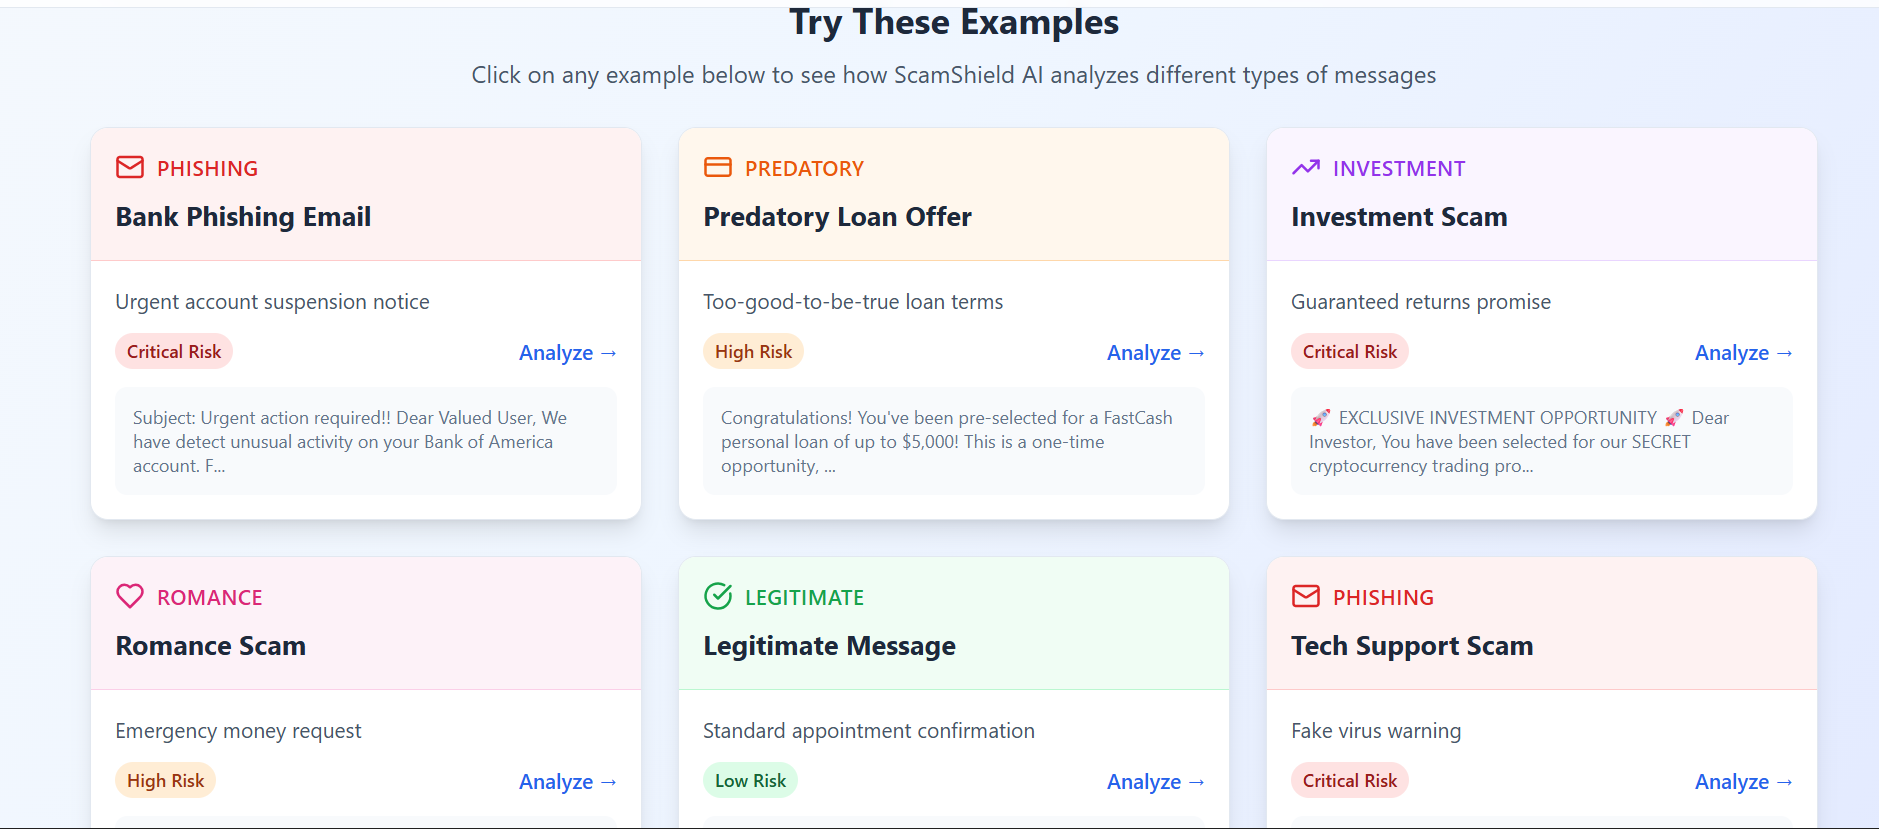 Try These Examples
Click on any example below to see how ScamShield AI analyzes different types of messages
PHISHING
Bank Phishing Email
Urgent account suspension notice
Critical Risk
Analyze →
Subject: Urgent action required!! Dear Valued User, We
have detect unusual activity on your Bank of America
account. F...
PREDATORY
Predatory Loan Offer
Too-good-to-be-true loan terms
High Risk
Analyze →
Congratulations! You've been pre-selected for a FastCash
personal loan of up to $5,000! This is a one-time
opportunity, ...
INVESTMENT
Investment Scam
Guaranteed returns promise
Critical Risk
Analyze →
🚀 EXCLUSIVE INVESTMENT OPPORTUNITY 🚀 Dear
Investor, You have been selected for our SECRET
cryptocurrency trading pro...
ROMANCE
Romance Scam
Emergency money request
High Risk
Analyze →
LEGITIMATE
Legitimate Message
Standard appointment confirmation
Low Risk
Analyze →
PHISHING
Tech Support Scam
Fake virus warning
Critical Risk
Analyze →